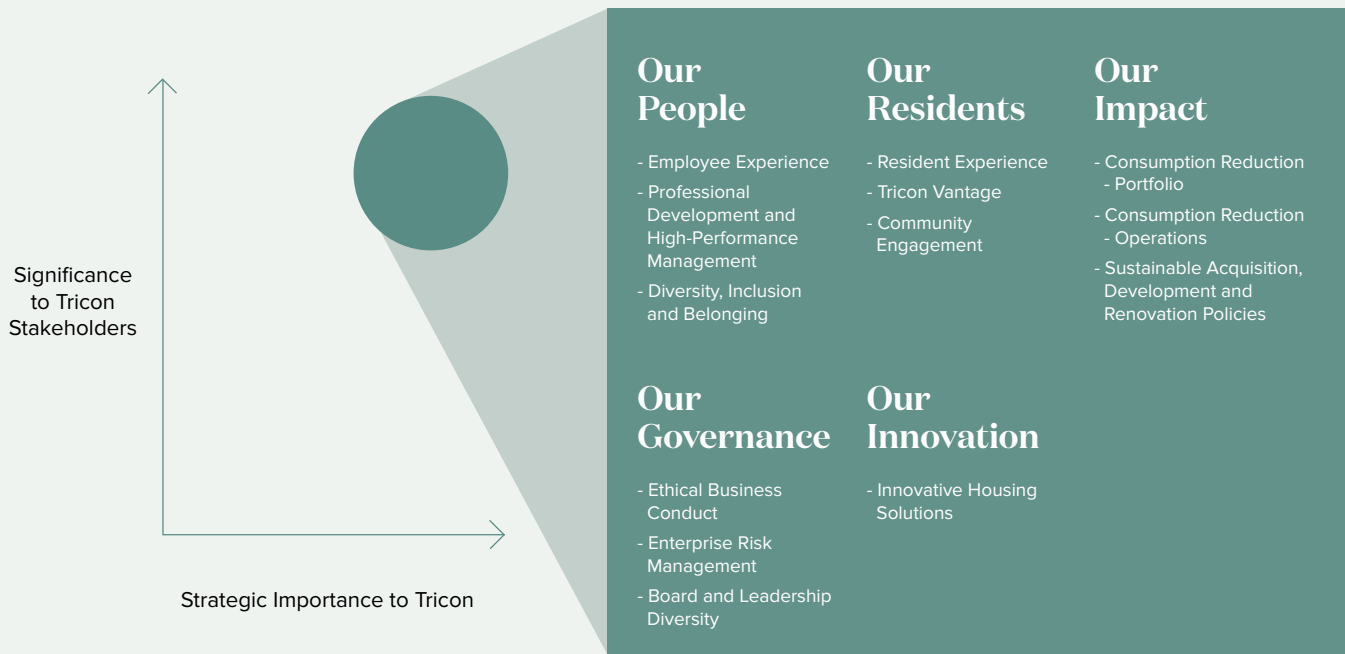 Significance
to Tricon
Stakeholders
Strategic Importance to Tricon
Our
People
- Employee Experience
- Professional
Development and
High-Performance
Management
- Diversity, Inclusion
and Belonging
Our
Residents
- Resident Experience
- Tricon Vantage
- Community
Engagement
Our
Impact
- Consumption Reduction
- Portfolio
- Consumption Reduction
- Operations
- Sustainable Acquisition,
Development and
Renovation Policies
Our
Governance
- Ethical Business
Conduct
- Enterprise Risk
Management
- Board and Leadership
Diversity
Our
Innovation
- Innovative Housing
Solutions